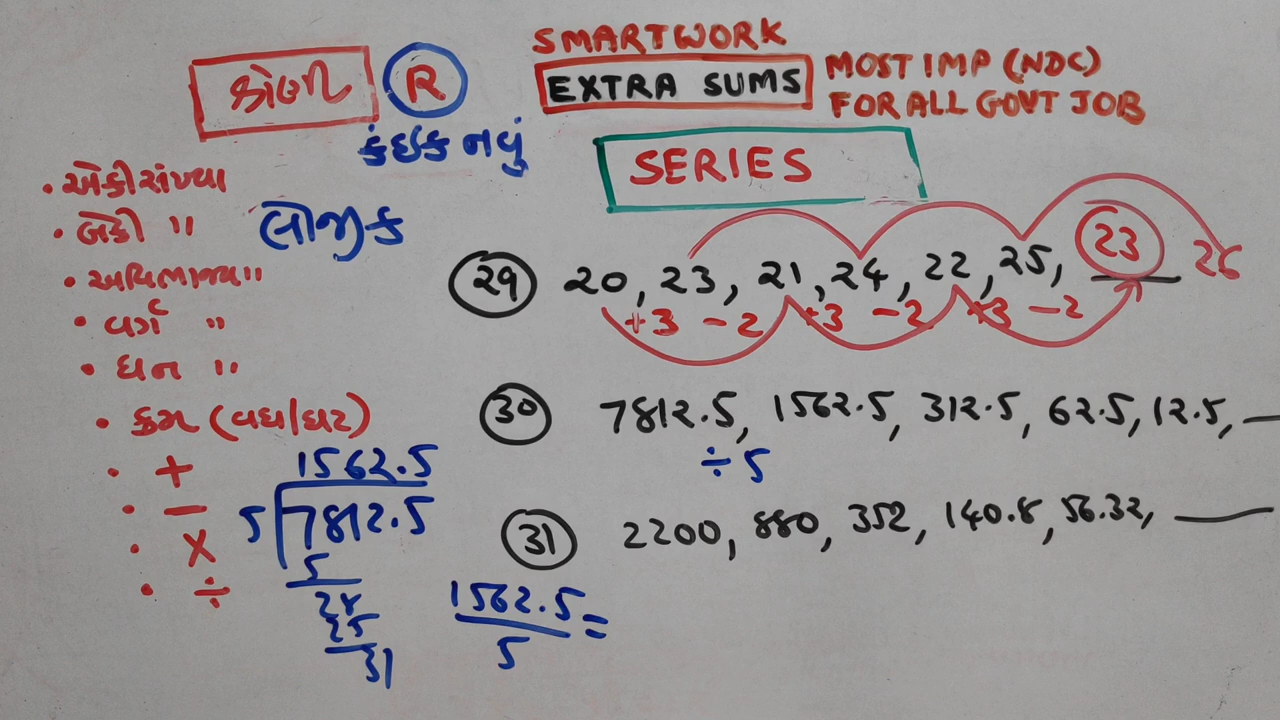 શ્રેણી R
કંઇક નવું
SMARTWORK
EXTRA SUMS
MOST IMP (NDC)
FOR ALL GOVT JOB
SERIES
• એકી સંખ્યા
• બેકી "
• અવિભાજ્ય "
• વર્ગ "
• ઘન "
• ક્રમ (વધ/ઘટ)
• +
• −
• ×
• ÷
લોજીક
29 20, 23, 21, 24, 22, 25, 23 26
+3 -2 +3 -2 +3 -2
30 7812.5, 1562.5, 312.5, 62.5, 12.5, __
÷ 5
31 2200, 880, 352, 140.8, 56.32, __
1562.5
5 7812.5
5
28
25
31
1562.5 =
5